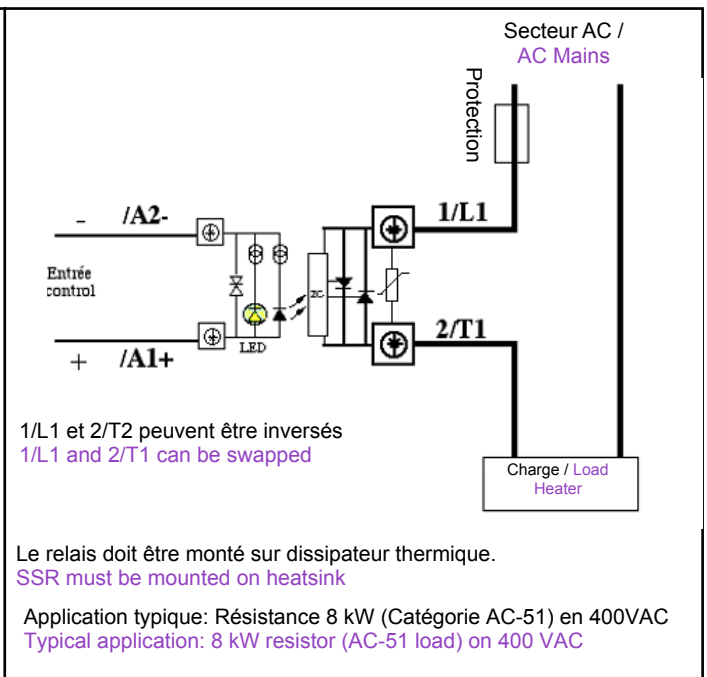 Secteur AC /
AC Mains
Protection
- /A2-
1/L1
Entrée
control
ZC
LED
+ /A1+
2/T1
1/L1 et 2/T2 peuvent être inversés
1/L1 and 2/T1 can be swapped
Charge / Load
Heater
Le relais doit être monté sur dissipateur thermique.
SSR must be mounted on heatsink
Application typique: Résistance 8 kW (Catégorie AC-51) en 400VAC
Typical application: 8 kW resistor (AC-51 load) on 400 VAC